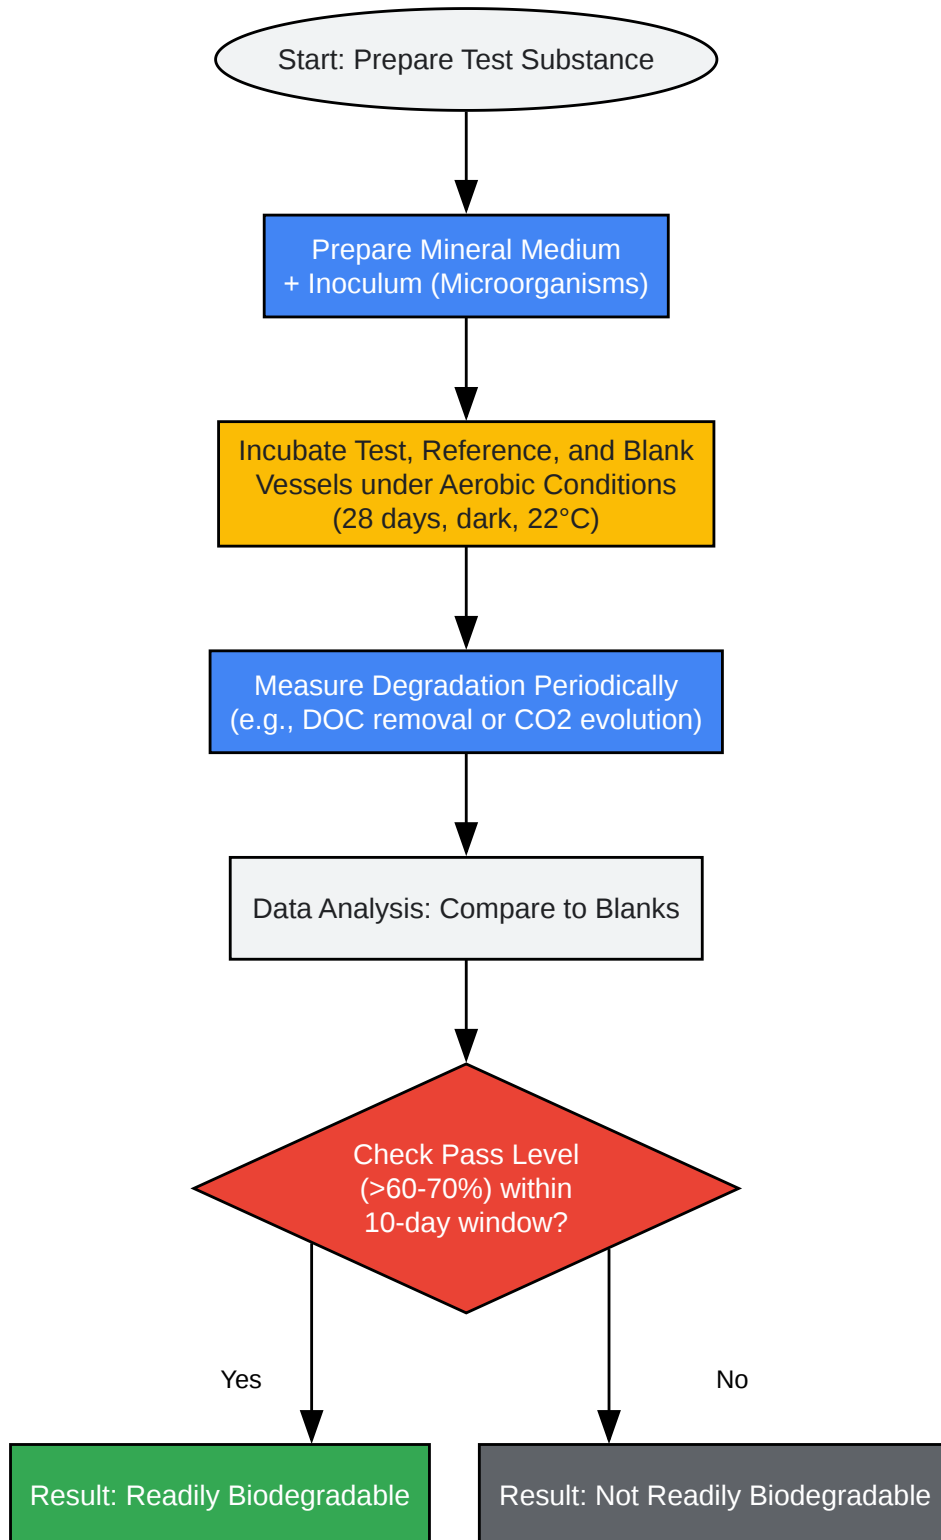 Start: Prepare Test Substance
Prepare Mineral Medium
+ Inoculum (Microorganisms)
Incubate Test, Reference, and Blank
Vessels under Aerobic Conditions
(28 days, dark, 22°C)
Measure Degradation Periodically
(e.g., DOC removal or CO2 evolution)
Data Analysis: Compare to Blanks
Check Pass Level
(>60-70%) within
10-day window?
Yes
No
Result: Readily Biodegradable
Result: Not Readily Biodegradable